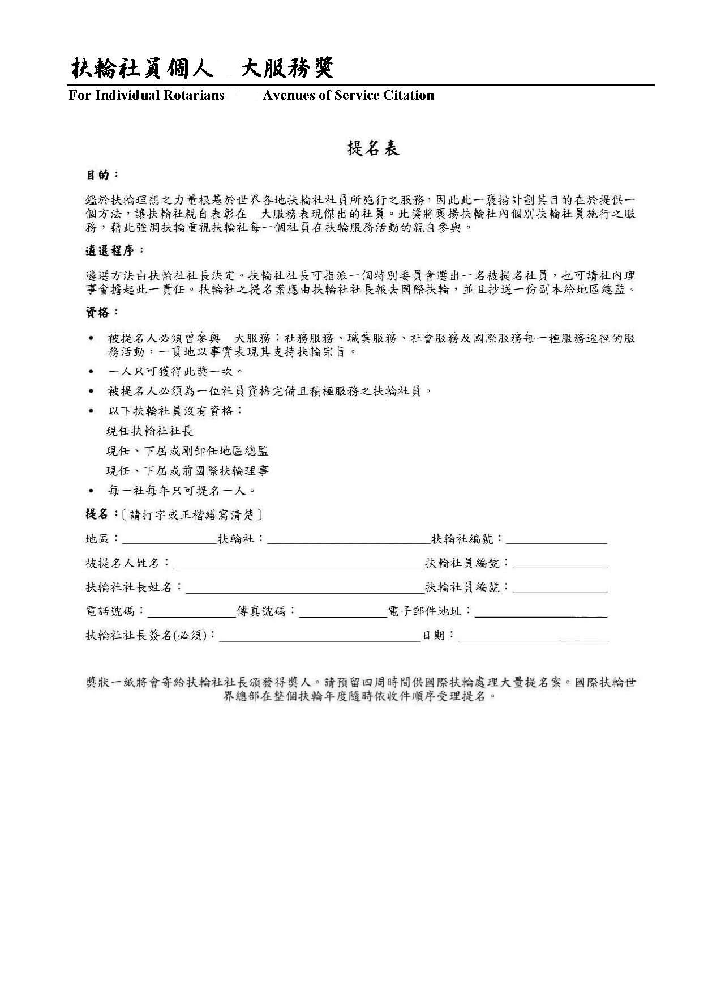 扶輪社員個人　大服務獎
For Individual Rotarians　Avenues of Service Citation
提名表
目的：
鑑於扶輪理想之力量根基於世界各地扶輪社社員所施行之服務，因此此一褒揚計劃其目的在於提供一
個方法，讓扶輪社親自表彰在　大服務表現傑出的社員。此獎將褒揚扶輪社內個別扶輪社員施行之服
務，藉此強調扶輪重視扶輪社每一個社員在扶輪服務活動的親自參與。
遴選程序：
遴選方法由扶輪社社長決定。扶輪社社長可指派一個特別委員會選出一名被提名社員，也可請社內理
事會擔起此一責任。扶輪社之提名案應由扶輪社社長報去國際扶輪，並且抄送一份副本給地區總監。
資格：
• 被提名人必須曾參與　大服務：社務服務、職業服務、社會服務及國際服務每一種服務途徑的服
務活動，一貫地以事實表現其支持扶輪宗旨。
• 一人只可獲得此獎一次。
• 被提名人必須為一位社員資格完備且積極服務之扶輪社員。
• 以下扶輪社員沒有資格：
現任扶輪社社長
現任、下屆或剛卸任地區總監
現任、下屆或前國際扶輪理事
• 每一社每年只可提名一人。
提名：〔請打字或正楷繕寫清楚〕
地區：＿＿＿＿扶輪社：＿＿＿＿扶輪社編號：＿＿＿＿
被提名人姓名：＿＿＿＿扶輪社員編號：＿＿＿＿
扶輪社社長姓名：＿＿＿＿扶輪社員編號：＿＿＿＿
電話號碼：＿＿＿＿傳真號碼：＿＿＿＿電子郵件地址：＿＿＿＿
扶輪社社長簽名(必須)：＿＿＿＿日期：＿＿＿＿
獎狀一紙將會寄給扶輪社社長頒發得獎人。請預留四周時間供國際扶輪處理大量提名案。國際扶輪世
界總部在整個扶輪年度隨時依收件順序受理提名。